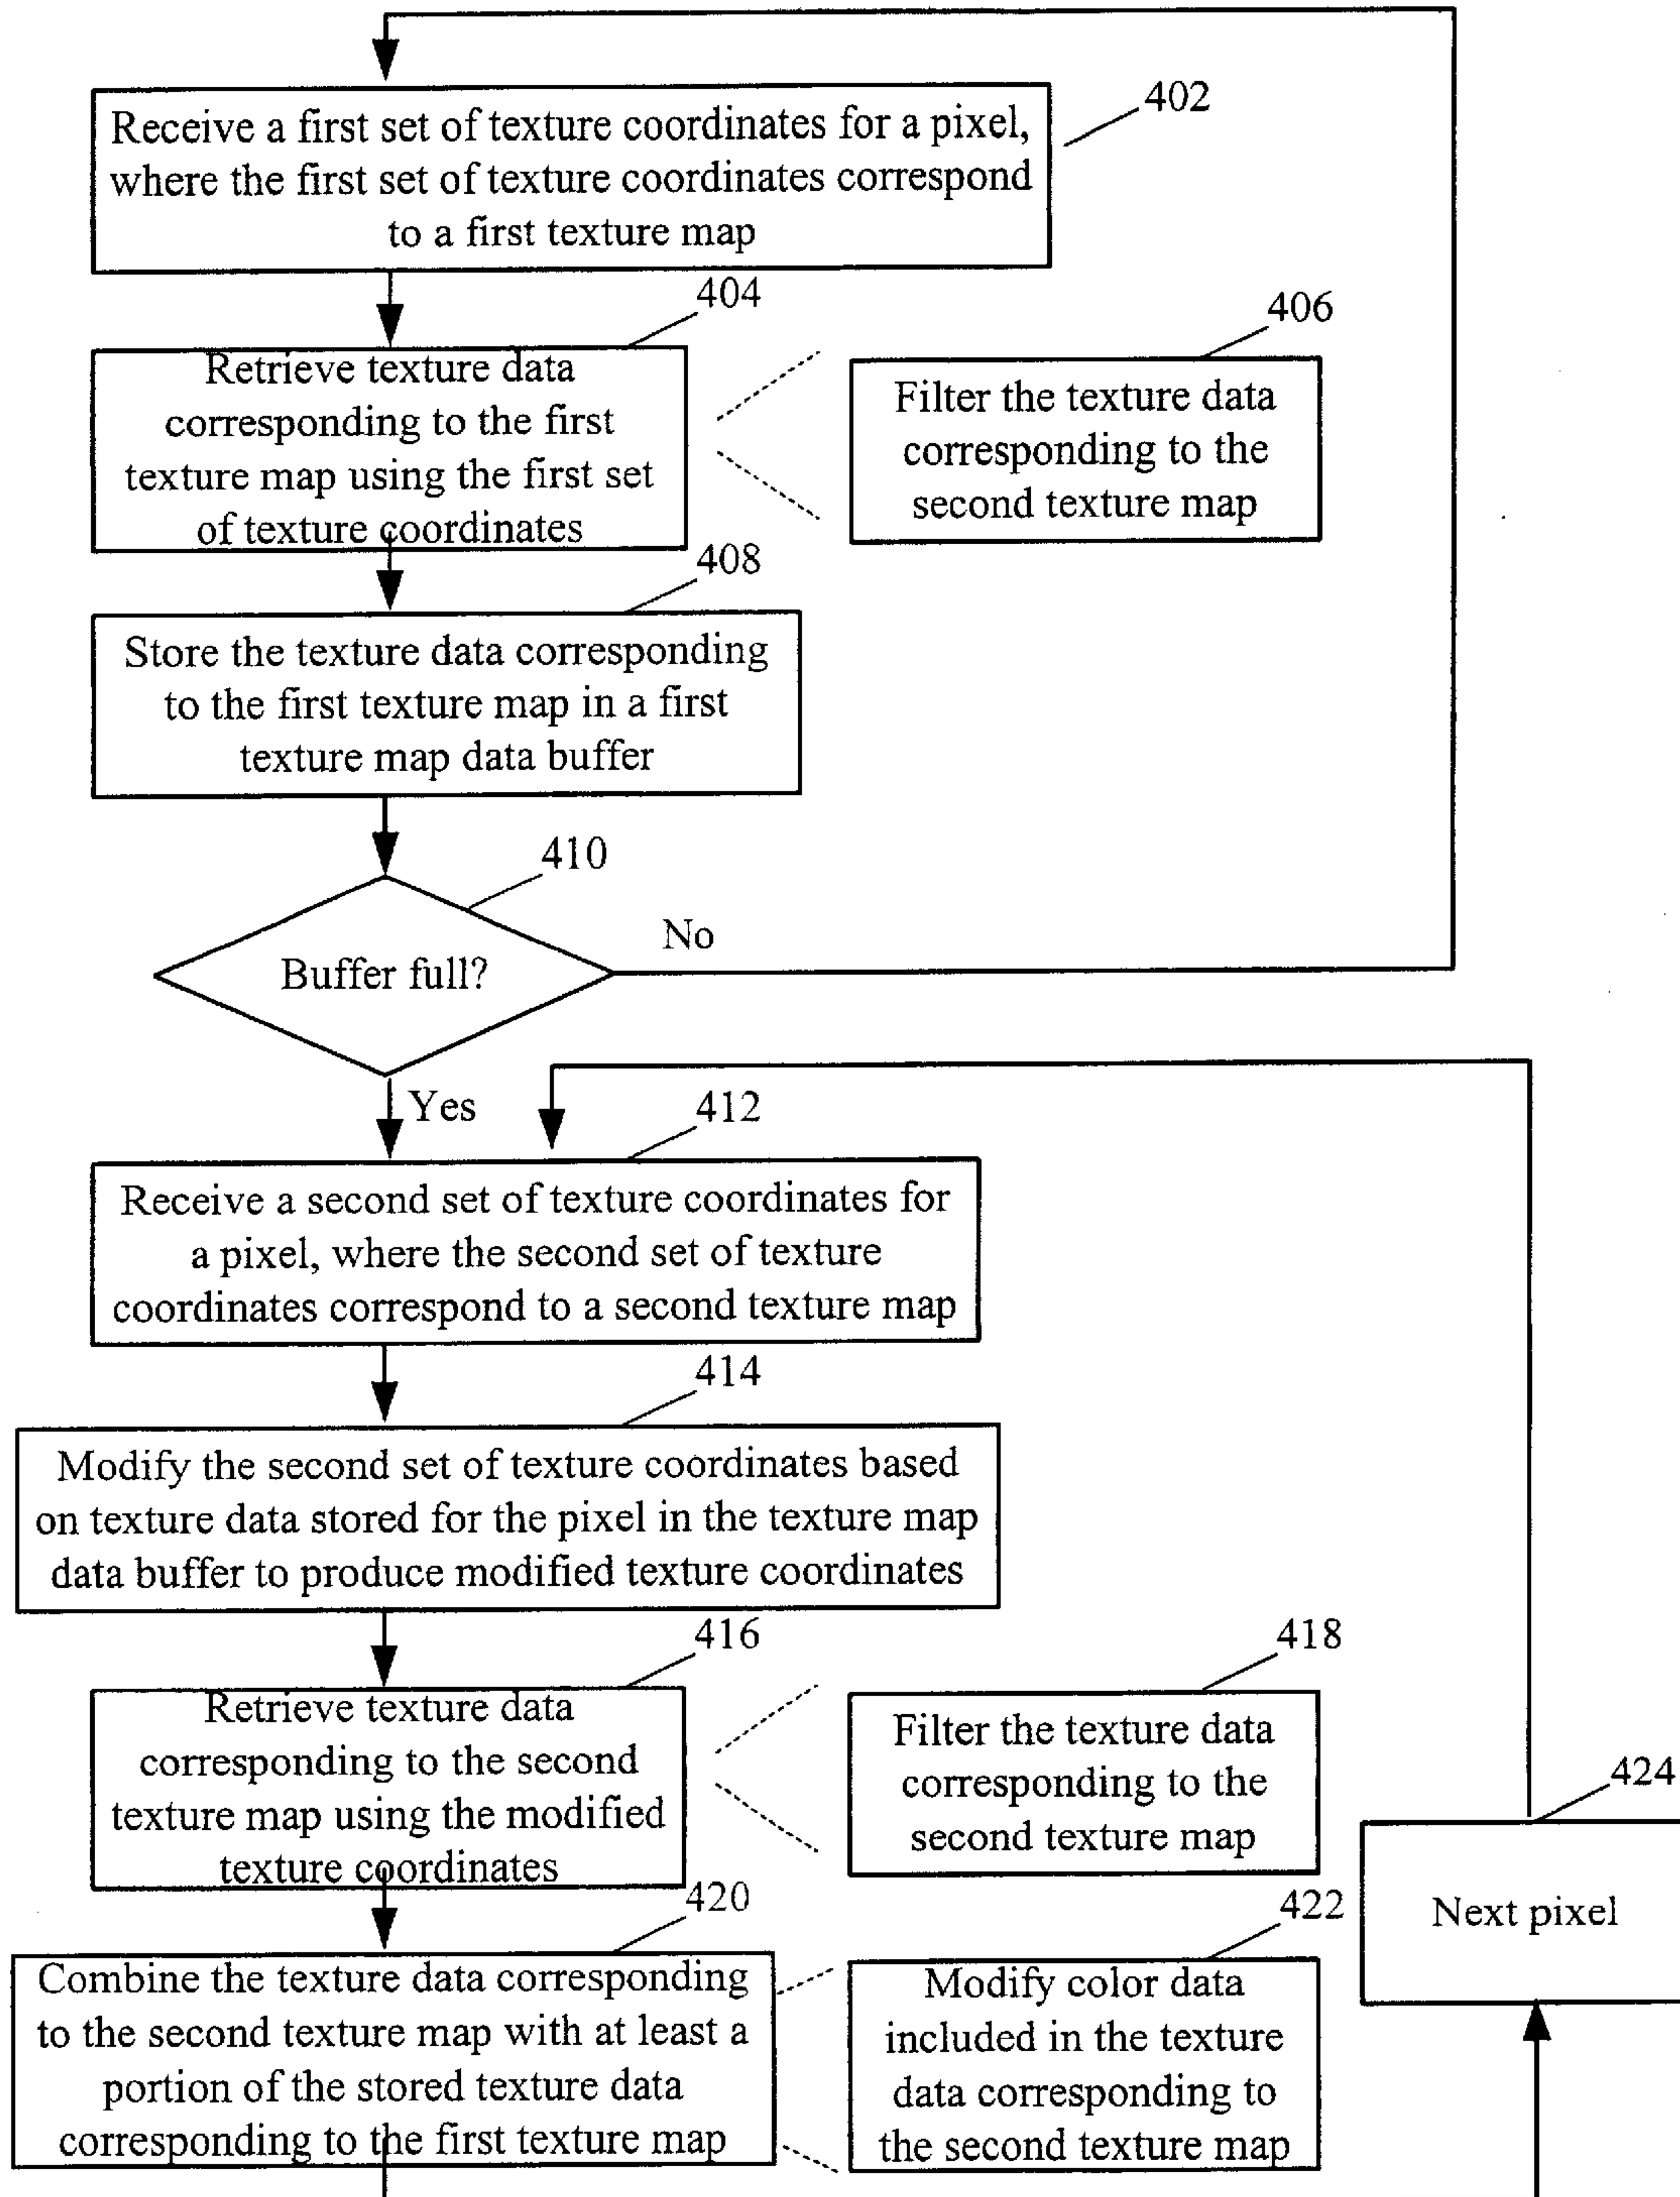 402
Receive a first set of texture coordinates for a pixel,
where the first set of texture coordinates correspond
to a first texture map
404
Retrieve texture data
corresponding to the first
texture map using the first set
of texture coordinates
406
Filter the texture data
corresponding to the
second texture map
408
Store the texture data corresponding
to the first texture map in a first
texture map data buffer
410
Buffer full?
No
Yes
412
Receive a second set of texture coordinates for
a pixel, where the second set of texture
coordinates correspond to a second texture map
414
Modify the second set of texture coordinates based
on texture data stored for the pixel in the texture map
data buffer to produce modified texture coordinates
416
Retrieve texture data
corresponding to the second
texture map using the modified
texture coordinates
418
Filter the texture data
corresponding to the
second texture map
424
Next pixel
420
Combine the texture data corresponding
to the second texture map with at least a
portion of the stored texture data
corresponding to the first texture map
422
Modify color data
included in the texture
data corresponding to
the second texture map